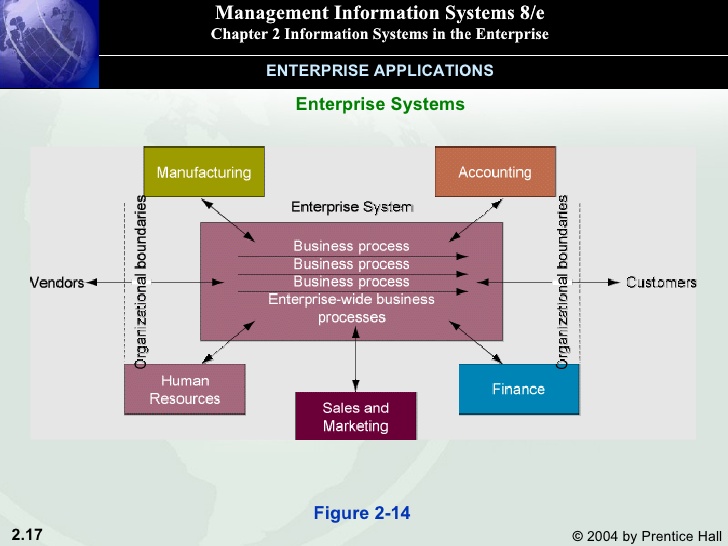 Management Information Systems 8/e
Chapter 2 Information Systems in the Enterprise
ENTERPRISE APPLICATIONS
Enterprise Systems
Manufacturing
Accounting
Enterprise System
Organizational boundaries
Organizational boundaries
Business process
Business process
Business process
Enterprise-wide business
processes
Vendors
Customers
Human
Resources
Sales and
Marketing
Finance
Figure 2-14
2.17
© 2004 by Prentice Hall